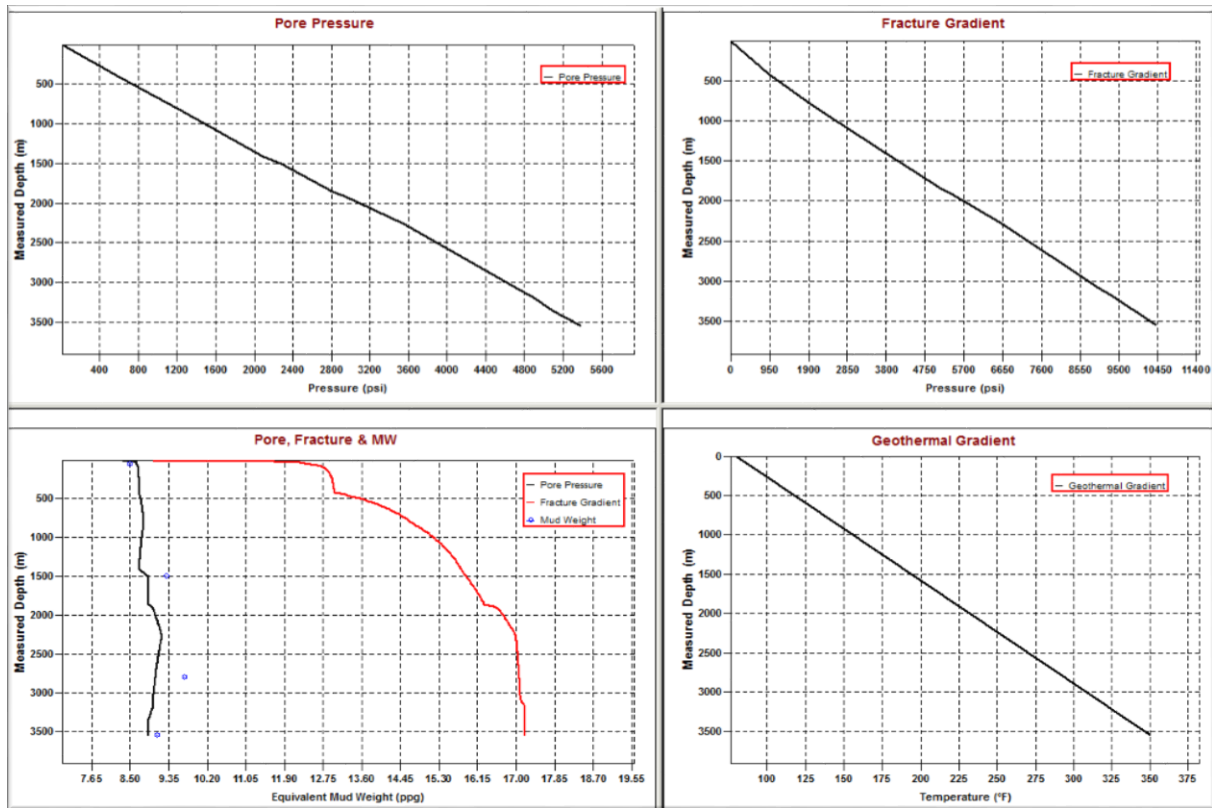 Pore Pressure
Pore Pressure
500
1000
1500
2000
2500
3000
3500
Measured Depth (m)
400 800 1200 1600 2000 2400 2800 3200 3600 4000 4400 4800 5200 5600
Pressure (psi)
Fracture Gradient
Fracture Gradient
500
1000
1500
2000
2500
3000
3500
Measured Depth (m)
0 950 1900 2850 3800 4750 5700 6650 7600 8550 9500 10450 11400
Pressure (psi)
Pore, Fracture & MW
Pore Pressure
Fracture Gradient
Mud Weight
500
1000
1500
2000
2500
3000
3500
Measured Depth (m)
7.65 8.50 9.35 10.20 11.05 11.90 12.75 13.60 14.45 15.30 16.15 17.00 17.85 18.70 19.55
Equivalent Mud Weight (ppg)
Geothermal Gradient
Geothermal Gradient
0
500
1000
1500
2000
2500
3000
3500
Measured Depth (m)
100 125 150 175 200 225 250 275 300 325 350 375
Temperature (°F)